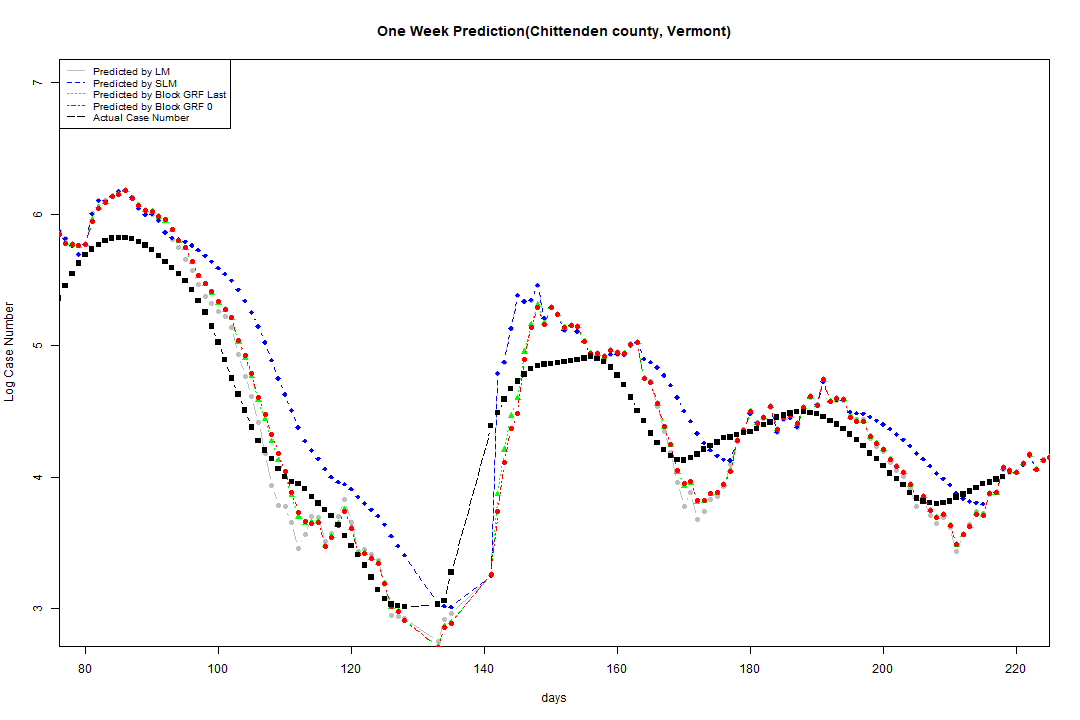 One Week Prediction(Chittenden county, Vermont)
Predicted by LM
Predicted by SLM
Predicted by Block GRF Last
Predicted by Block GRF 0
Actual Case Number
Log Case Number
7
6
5
4
3
80 100 120 140 160 180 200 220
days